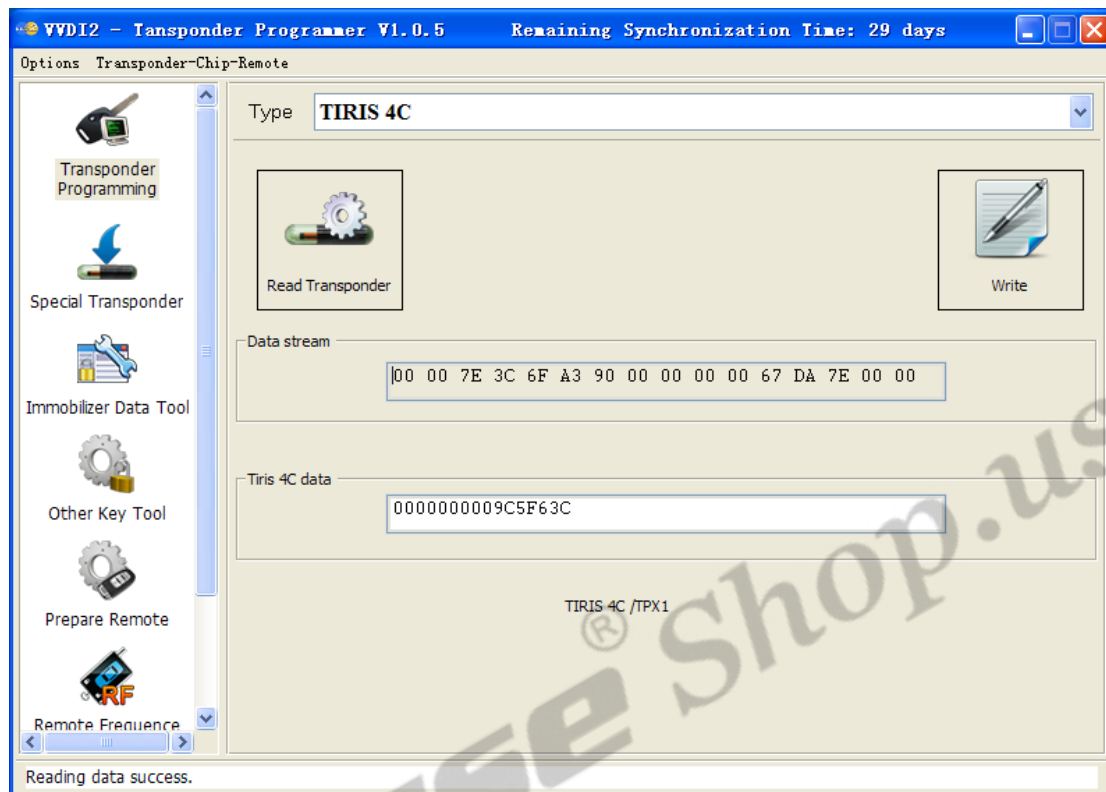 VVDI2 - Tansponder Programmer V1.0.5 Remaining Synchronization Time: 29 days
Options Transponder-Chip-Remote
Type TIRIS 4C
Transponder
Programming
Read Transponder
Write
Special Transponder
Data stream
00 00 7E 3C 6F A3 90 00 00 00 00 67 DA 7E 00 00
Immobilizer Data Tool
Tiris 4C data
0000000009C5F63C
Other Key Tool
TIRIS 4C /TPX1
Prepare Remote
RF
Remote Frequence
Reading data success.
se® Shop.us